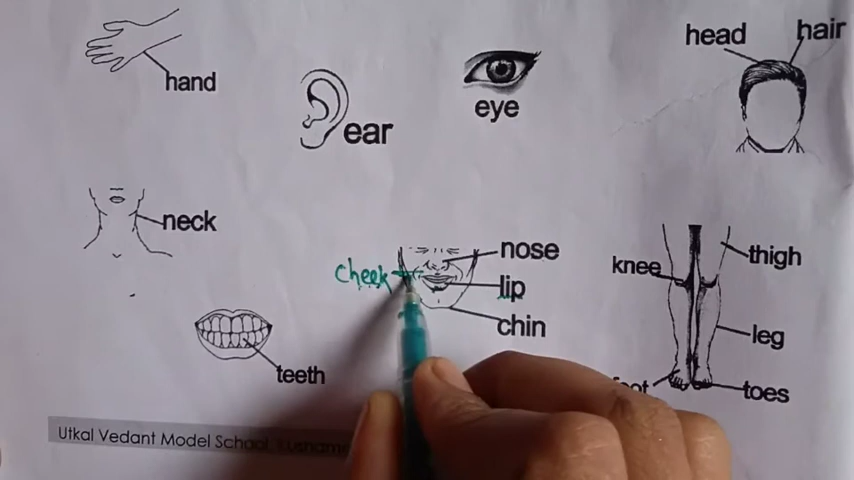 hand
ear
eye
head
hair
neck
Cheek
nose
lip
chin
knee
thigh
leg
toes
teeth
Utkal Vedant Model School,